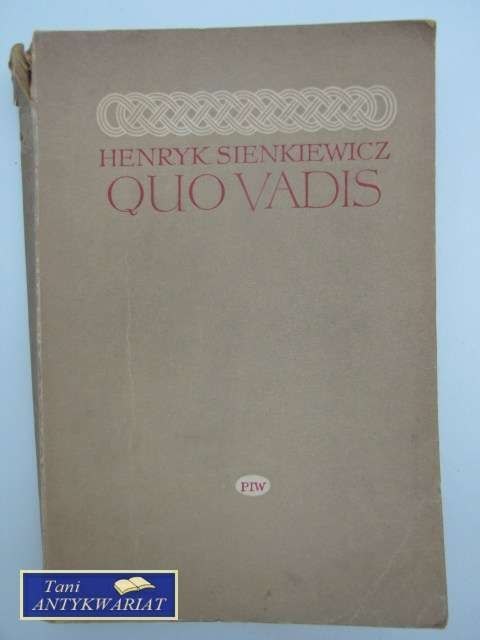 HENRYK SIENKIEWICZ
QUO VADIS
PIW
Tani
ANTYKWARIAT